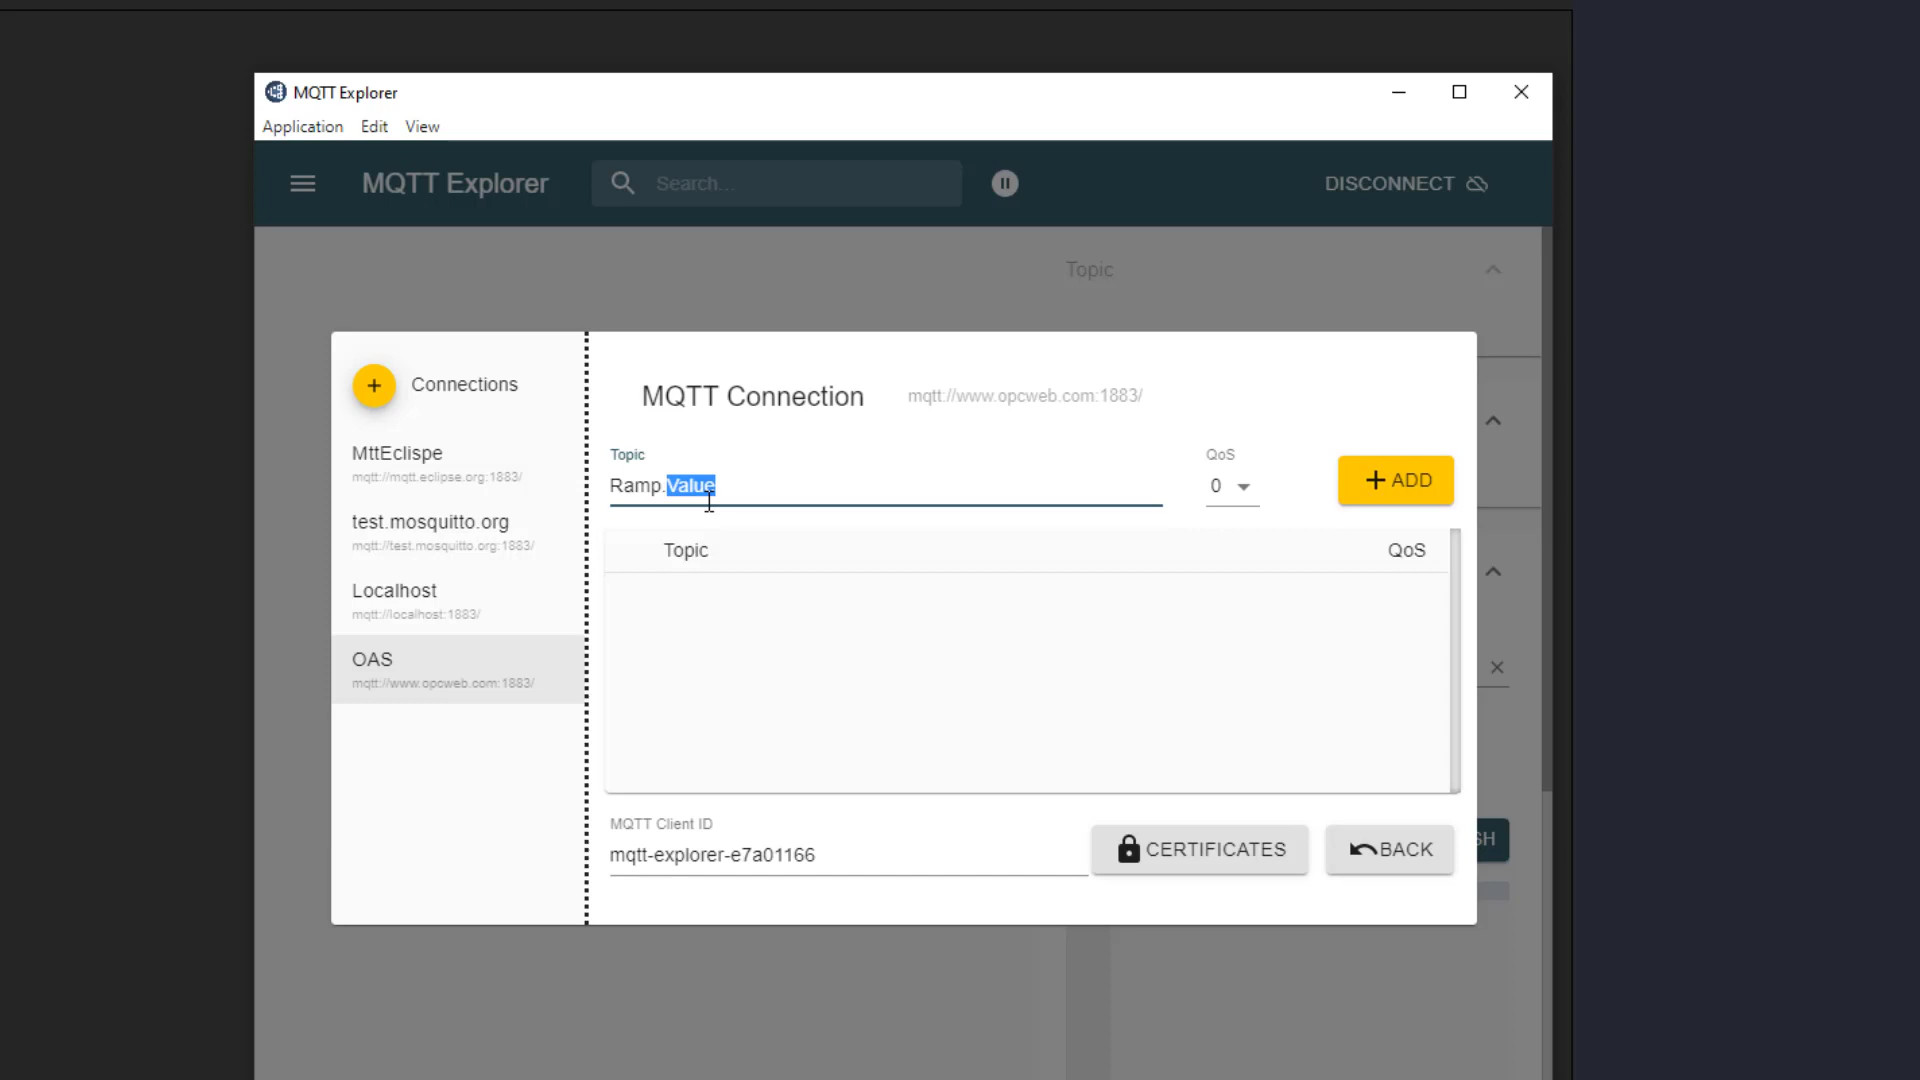 MQTT Explorer
Application Edit View
MQTT Explorer Search... DISCONNECT
Topic
+ Connections
MQTT Connection mqtt://www.opcweb.com:1883/
MttEclispe
mqtt://mqtt.eclipse.org:1883/
Topic QoS
Ramp.Value 0 + ADD
test.mosquitto.org
mqtt://test.mosquitto.org:1883/
Topic QoS
Localhost
mqtt://localhost:1883/
OAS
mqtt://www.opcweb.com:1883/
MQTT Client ID
mqtt-explorer-e7a01166 CERTIFICATES BACK
SH